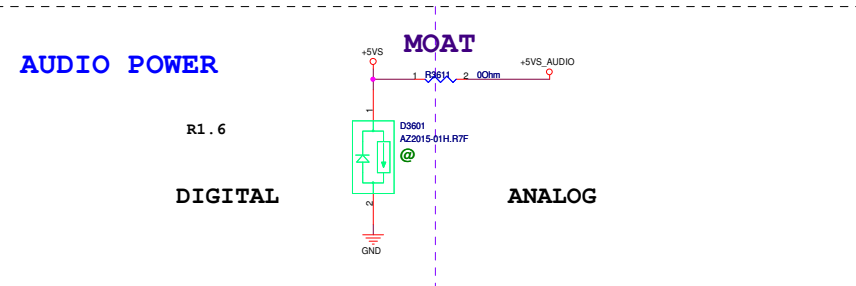 MOAT
+5VS
AUDIO POWER
+5VS_AUDIO
1 R3611 2 0Ohm
1
R1.6
D3601
AZ2015-01H.R7F
@
DIGITAL
ANALOG
2
GND